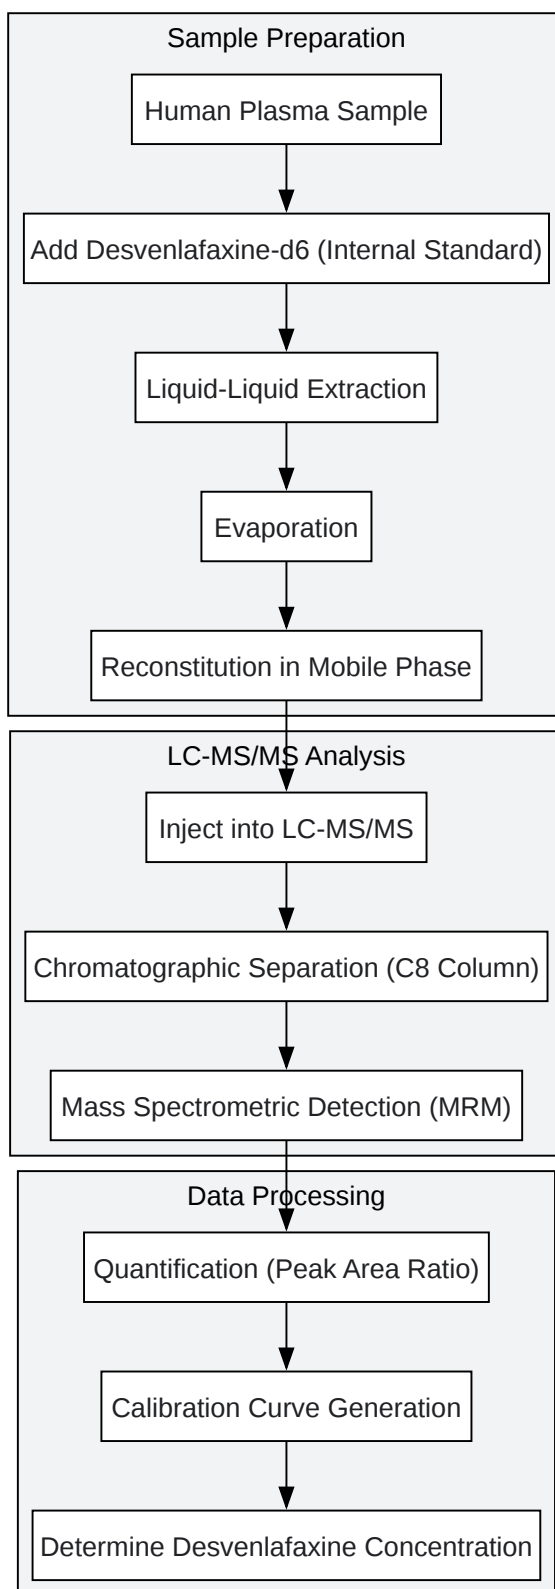 Sample Preparation
Human Plasma Sample
Add Desvenlafaxine-d6 (Internal Standard)
Liquid-Liquid Extraction
Evaporation
Reconstitution in Mobile Phase
LC-MS/MS Analysis
Inject into LC-MS/MS
Chromatographic Separation (C8 Column)
Mass Spectrometric Detection (MRM)
Data Processing
Quantification (Peak Area Ratio)
Calibration Curve Generation
Determine Desvenlafaxine Concentration